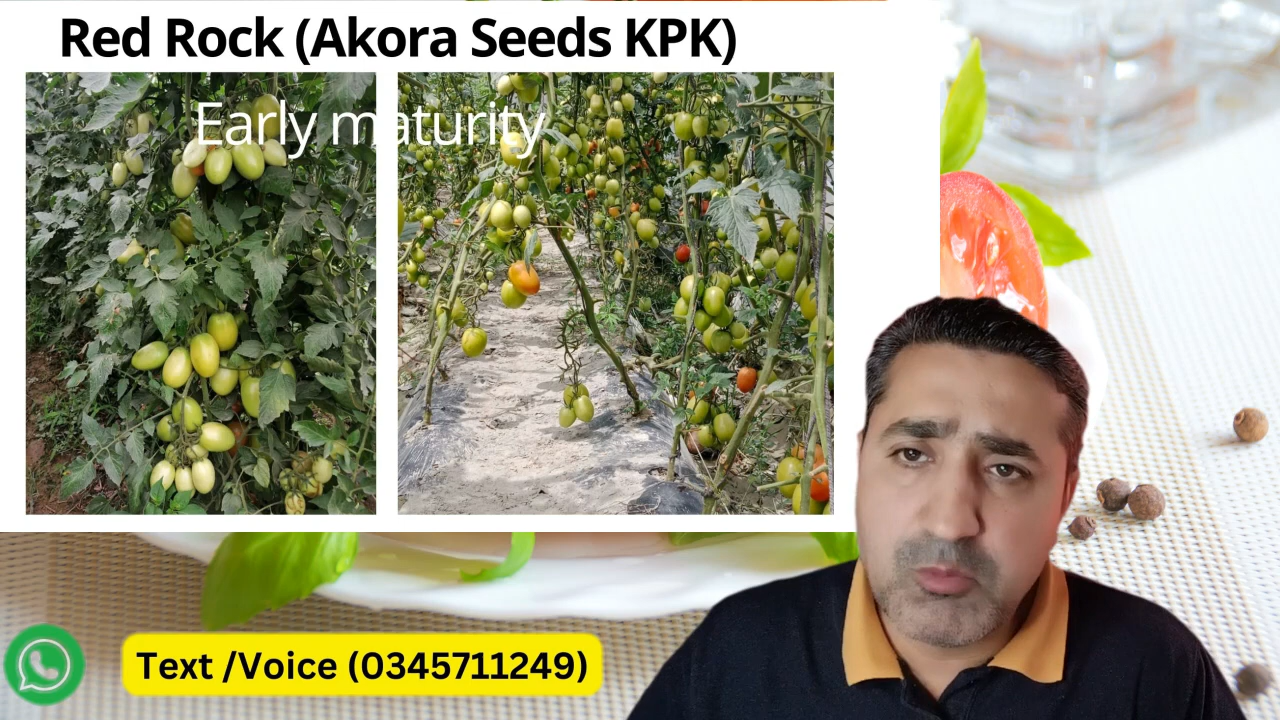 Red Rock (Akora Seeds KPK)
Early maturity
Text /Voice (0345711249)